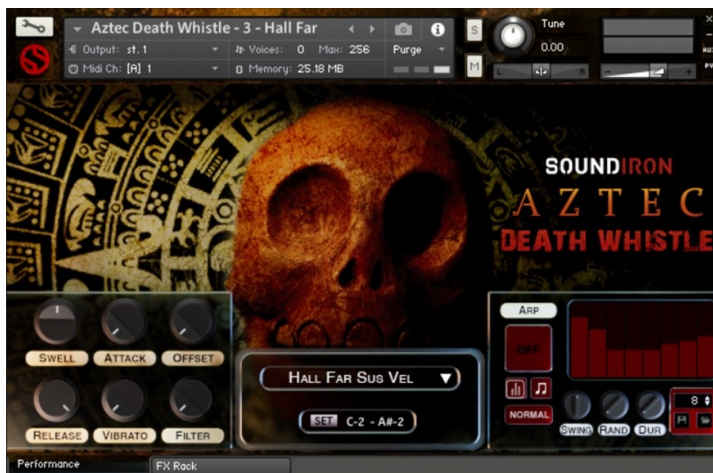 Aztec Death Whistle - 3 - Hall Far
Output: st.1
Voices: 0 Max: 256
Purge
Midi Ch: [A] 1
Memory: 25.18 MB
S
M
Tune
0.00
L
R
-
+
SOUNDIRON
AZTEC
DEATH WHISTLE
SWELL
ATTACK
OFFSET
RELEASE
VIBRATO
FILTER
HALL FAR SUS VEL
SET C-2 - A#-2
ARP
OFF
NORMAL
SWING
RAND
DUR
8
Performance
FX Rack